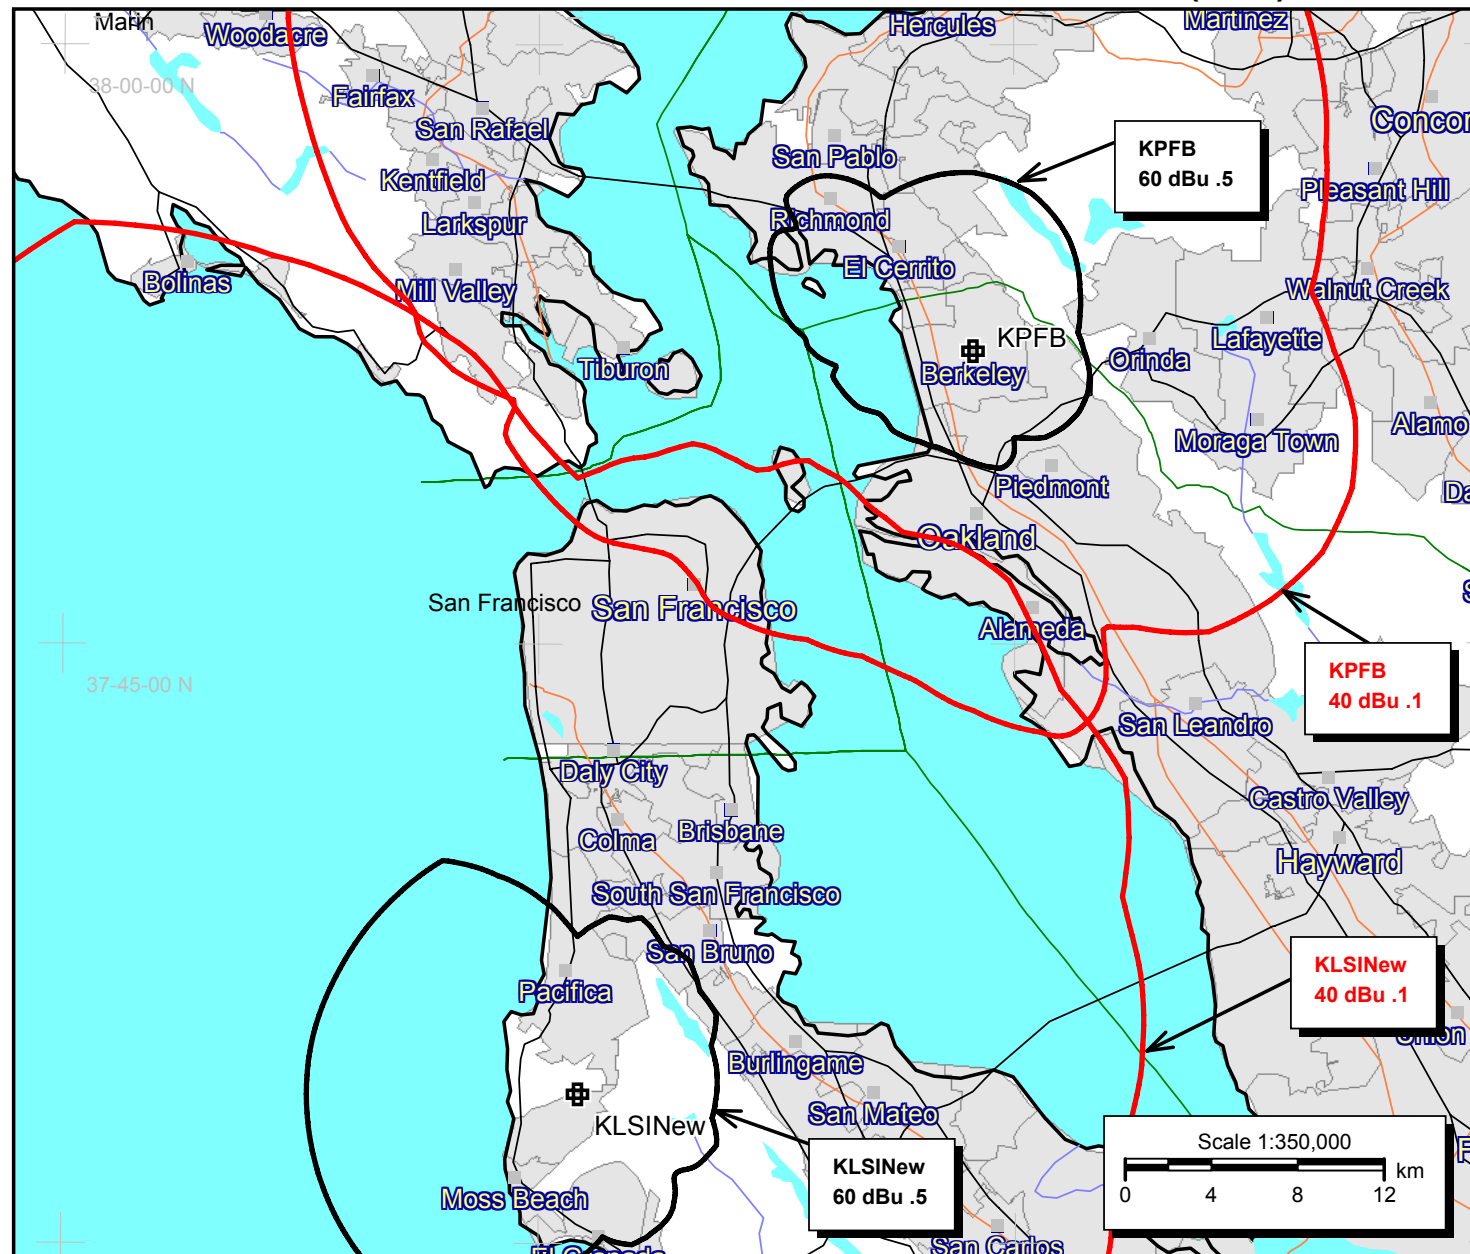 Marin
Woodacre
Hercules
Martinez
38-00-00 N
Fairfax
San Rafael
San Pablo
Concor
KPFB
60 dBu .5
Kentfield
Pleasant Hill
Larkspur
Richmond
Bolinas
Mill Valley
El Cerrito
Walnut Creek
KPFB
Lafayette
Orinda
Tiburon
Berkeley
Alamo
Moraga Town
Piedmont
Da
Oakland
San Francisco
San Francisco
Alameda
37-45-00 N
KPFB
40 dBu .1
San Leandro
Daly City
Castro Valley
Colma
Brisbane
Hayward
South San Francisco
San Bruno
KLSINew
40 dBu .1
Pacifica
Union
Burlingame
San Mateo
KLSINew
Scale 1:350,000
km
0 4 8 12
KLSINew
60 dBu .5
Moss Beach
San Carlos